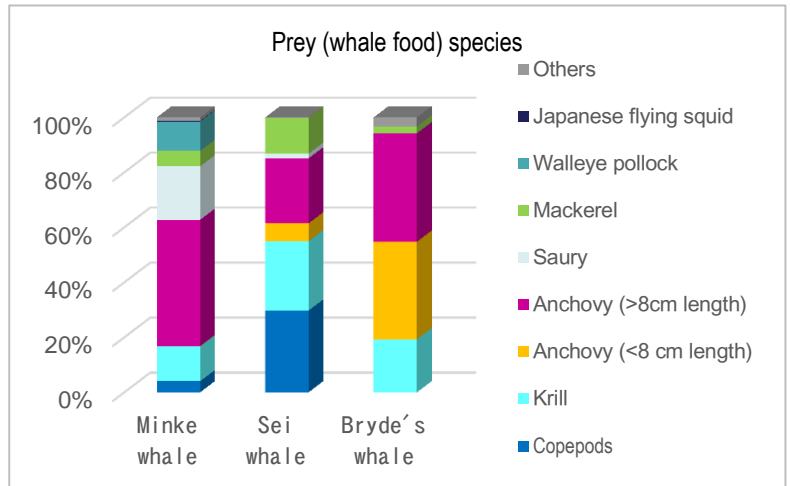 Prey (whale food) species
100%
80%
60%
40%
20%
0%
Minke
whale
Sei
whale
Bryde′s
whale
Others
Japanese flying squid
Walleye pollock
Mackerel
Saury
Anchovy (>8cm length)
Anchovy (<8 cm length)
Krill
Copepods